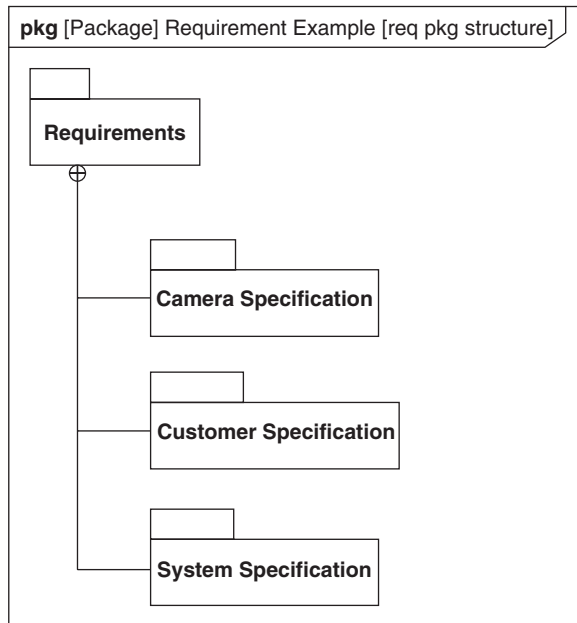 pkg [Package] Requirement Example [req pkg structure]
Requirements
Camera Specification
Customer Specification
System Specification